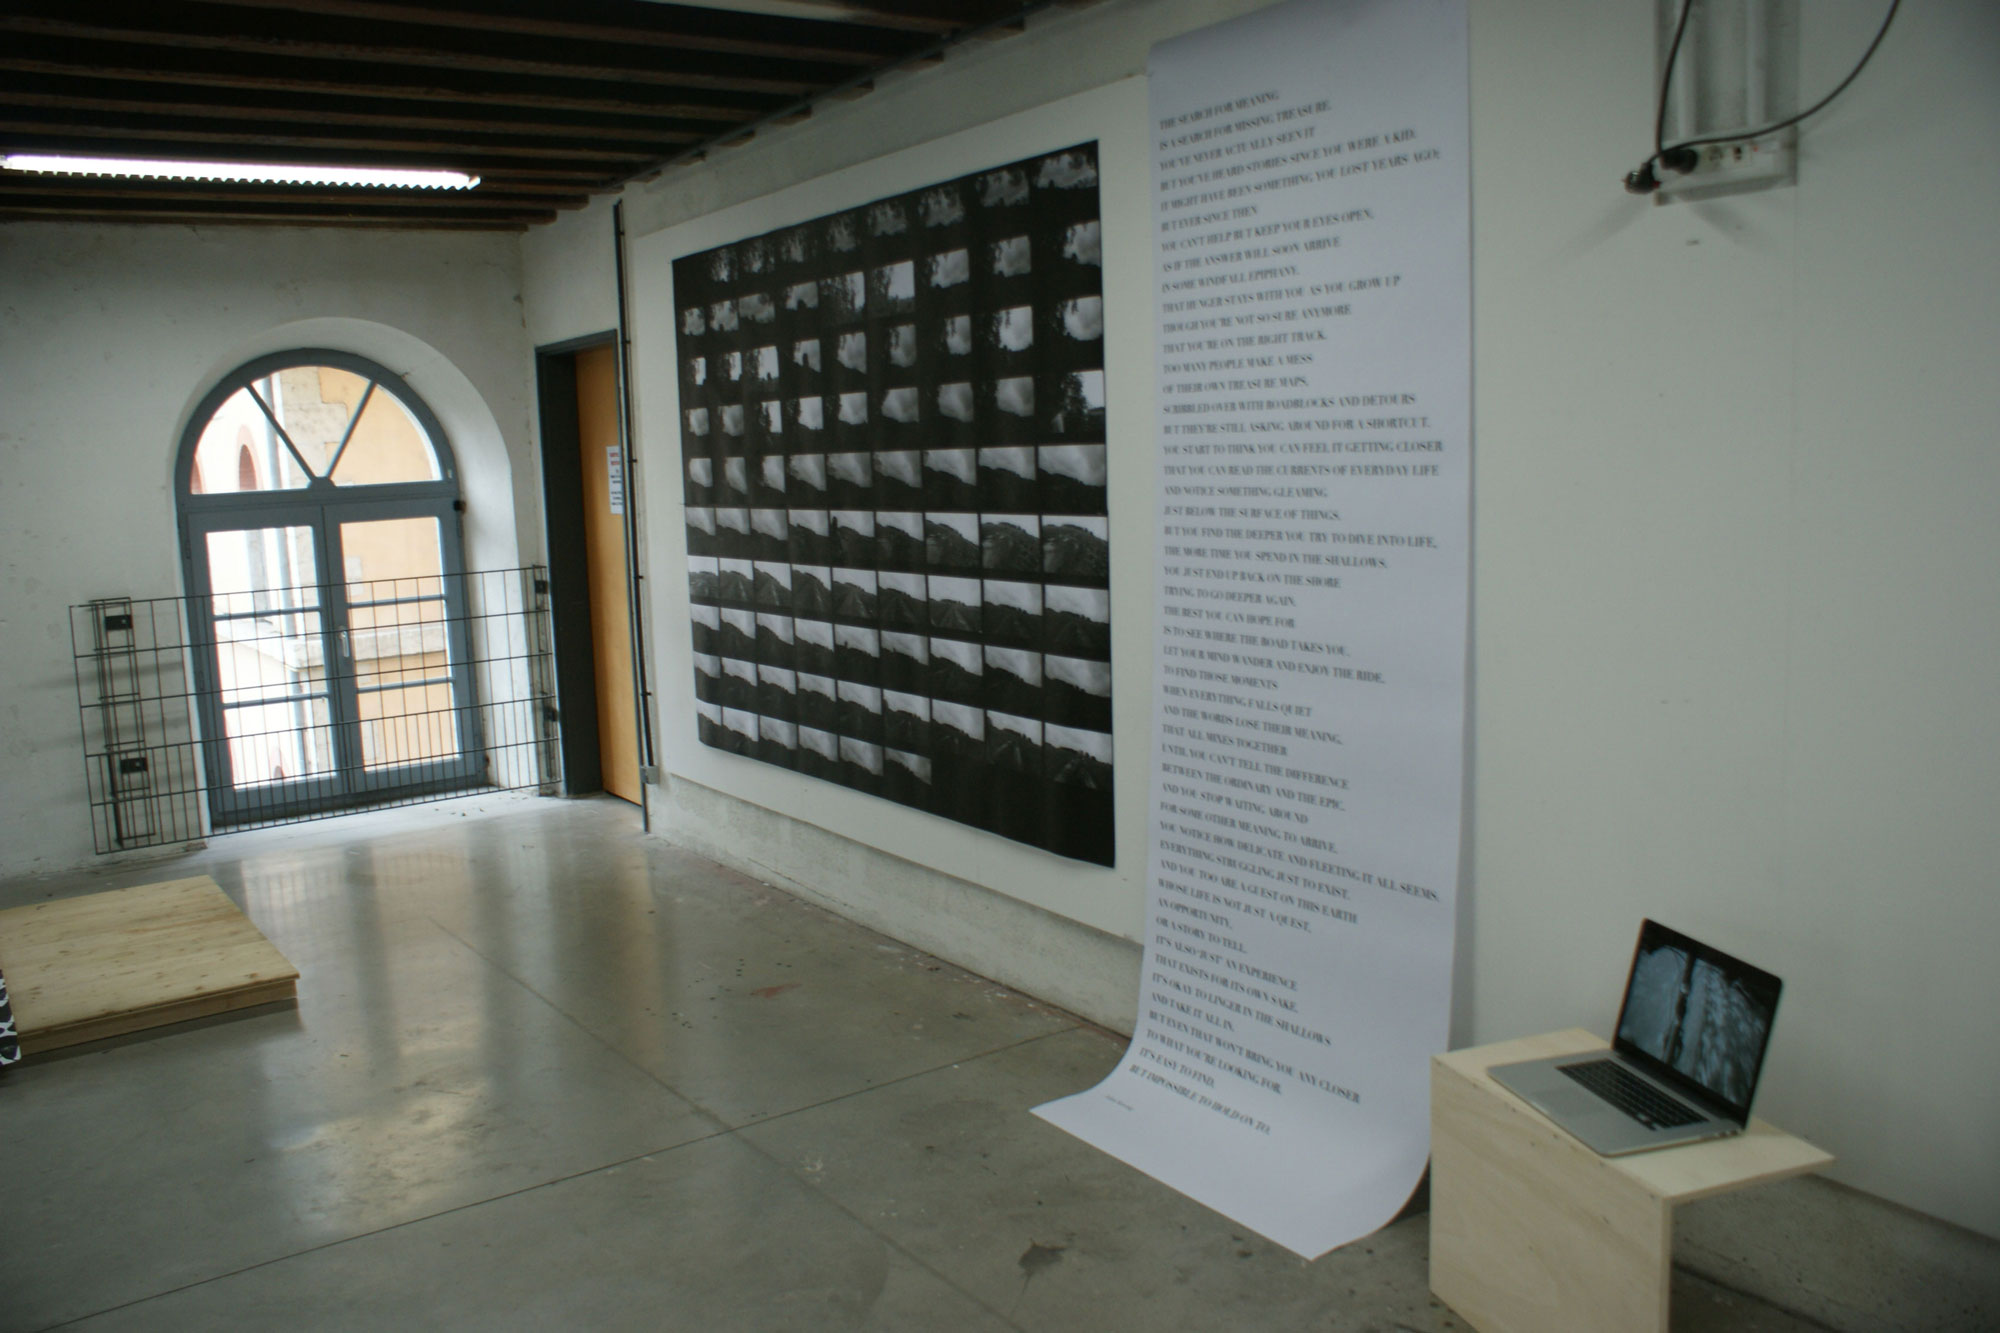 THE SEARCH FOR MEANING
IS A SEARCH FOR MISSING TREASURE.
YOU'VE NEVER ACTUALLY SEEN IT
BUT YOU'VE HEARD STORIES SINCE YOU WERE A KID.
IT MIGHT HAVE BEEN SOMETHING YOU LOST YEARS AGO;
BUT EVER SINCE THEN
YOU CAN'T HELP BUT KEEP YOUR EYES OPEN,
AS IF THE ANSWER WILL SOON ARRIVE
IN SOME WINDFALL EPIPHANY.
THAT HUNGER STAYS WITH YOU AS YOU GROW UP
THOUGH YOU'RE NOT SO SURE ANYMORE
THAT YOU'RE ON THE RIGHT TRACK.
TOO MANY PEOPLE MAKE A MESS
OF THEIR OWN TREASURE MAPS,
SCRIBBLED OVER WITH ROADBLOCKS AND DETOURS
BUT THEY'RE STILL ASKING AROUND FOR A SHORTCUT.
YOU START TO THINK YOU CAN FEEL IT GETTING CLOSER
THAT YOU CAN READ THE CURRENTS OF EVERYDAY LIFE
AND NOTICE SOMETHING GLEAMING
JUST BELOW THE SURFACE OF THINGS.
BUT YOU FIND THE DEEPER YOU TRY TO DIVE INTO LIFE,
THE MORE TIME YOU SPEND IN THE SHALLOWS.
YOU JUST END UP BACK ON THE SHORE
TRYING TO GO DEEPER AGAIN.
THE BEST YOU CAN HOPE FOR
IS TO SEE WHERE THE ROAD TAKES YOU,
LET YOUR MIND WANDER AND ENJOY THE RIDE,
TO FIND THOSE MOMENTS
WHEN EVERYTHING FALLS QUIET
AND THE WORDS LOSE THEIR MEANING,
THAT ALL MIXES TOGETHER
UNTIL YOU CAN'T TELL THE DIFFERENCE
BETWEEN THE ORDINARY AND THE EPIC.
AND YOU STOP WAITING AROUND
FOR SOME OTHER MEANING TO ARRIVE.
YOU NOTICE HOW DELICATE AND FLEETING IT ALL SEEMS,
EVERYTHING STRUGGLING JUST TO EXIST.
AND YOU TOO ARE A GUEST ON THIS EARTH
WHOSE LIFE IS NOT JUST A QUEST,
AN OPPORTUNITY,
OR A STORY TO TELL.
IT'S ALSO "JUST" AN EXPERIENCE
THAT EXISTS FOR ITS OWN SAKE.
IT'S OKAY TO LINGER IN THE SHALLOWS
AND TAKE IT ALL IN.
BUT EVEN THAT WON'T BRING YOU ANY CLOSER
TO WHAT YOU'RE LOOKING FOR.
IT'S EASY TO FIND,
BUT IMPOSSIBLE TO HOLD ON TO.